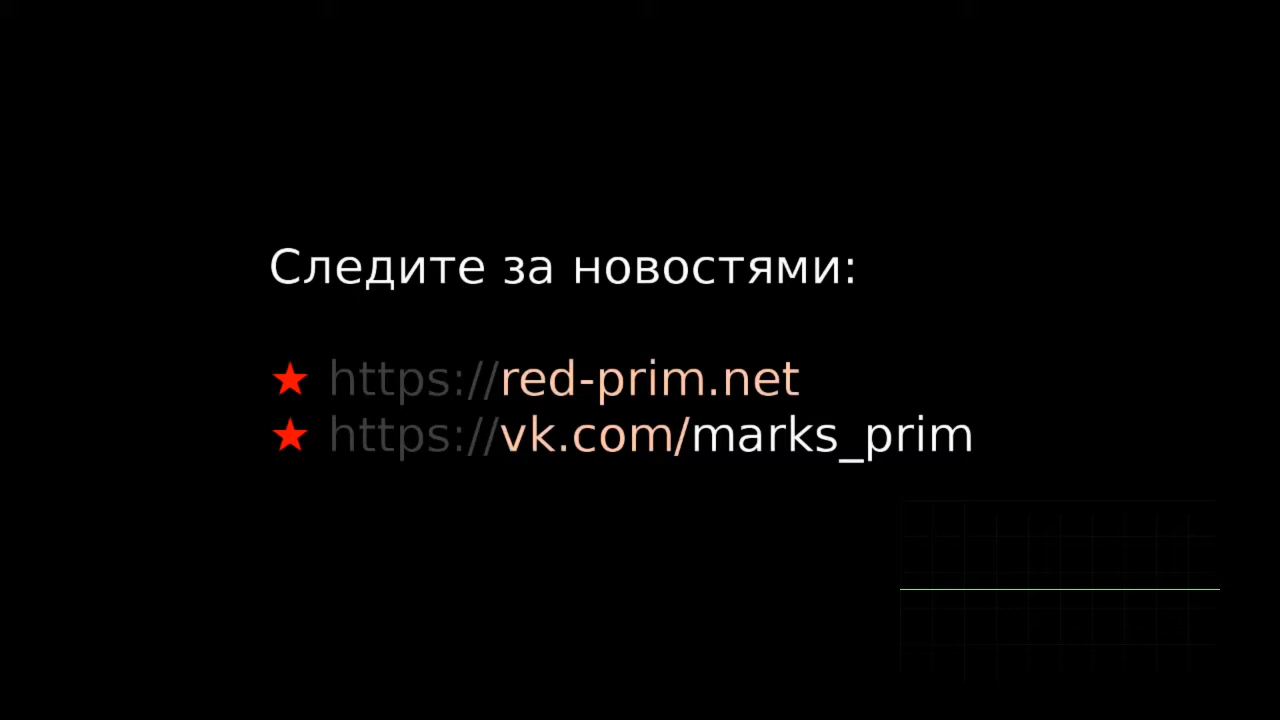 Следите за новостями:
★ https://red-prim.net
★ https://vk.com/marks_prim